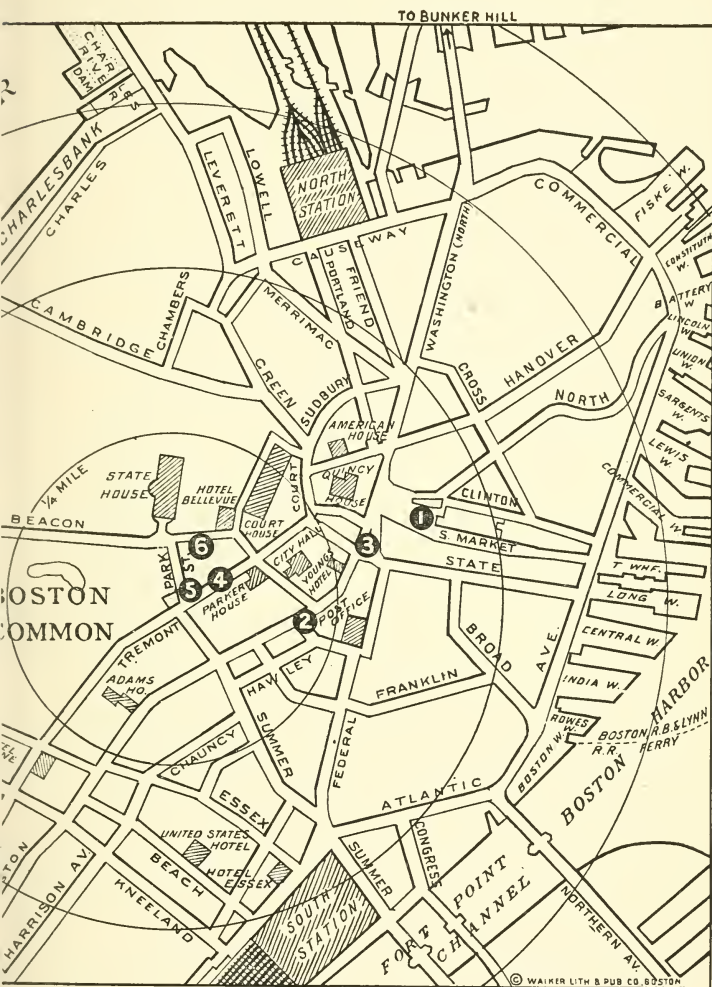 TO BUNKER HILL
CHARLES
RIVER
DAM
R
CHARLESBANK
CHARLES
LEVERETT
LOWELL
NORTH
STATION
CAUSEWAY
COMMERCIAL
FISKE W.
CONSTITUTN
W.
BATTERY
W
LINCOLN
W.
UNION
W.
SARGENTS
W.
LEWIS
W.
COMMERCIAL W
WASHINGTON (NORTH)
PORTLAND
FRIEND
MERRIMAC
CHAMBERS
CAMBRIDGE
GREEN
SUDBURY
CROSS
HANOVER
NORTH
AMERICAN
HOUSE
QUINCY
HOUSE
COURT
CLINTON
1/4 MILE
STATE
HOUSE
HOTEL
BELLEVUE
COURT
HOUSE
BEACON
1
S. MARKET
STATE
3
CITY HALL
YOUNGS
HOTEL
6
PARK ST.
5
4
PARKER
HOUSE
2
POST
OFFICE
T WHF.
LONG W.
CENTRAL W.
INDIA W.
ROWES
W.
BOSTON W.
BOSTON, R.B. & LYNN
R.R. FERRY
BOSTON HARBOR
BOSTON
COMMON
TREMONT
ADAMS
HO.
HAWLEY
FRANKLIN
BROAD
AVE.
ATLANTIC
SUMMER
FEDERAL
CHAUNCY
ESSEX
UNITED STATES
HOTEL
BEACH
HOTEL
ESSEX
KNEELAND
HARRISON AV.
TON
SOUTH
STATION
SUMMER
CONGRESS
FORT POINT
CHANNEL
NORTHERN AV.
© WALKER LITH & PUB CO, BOSTON